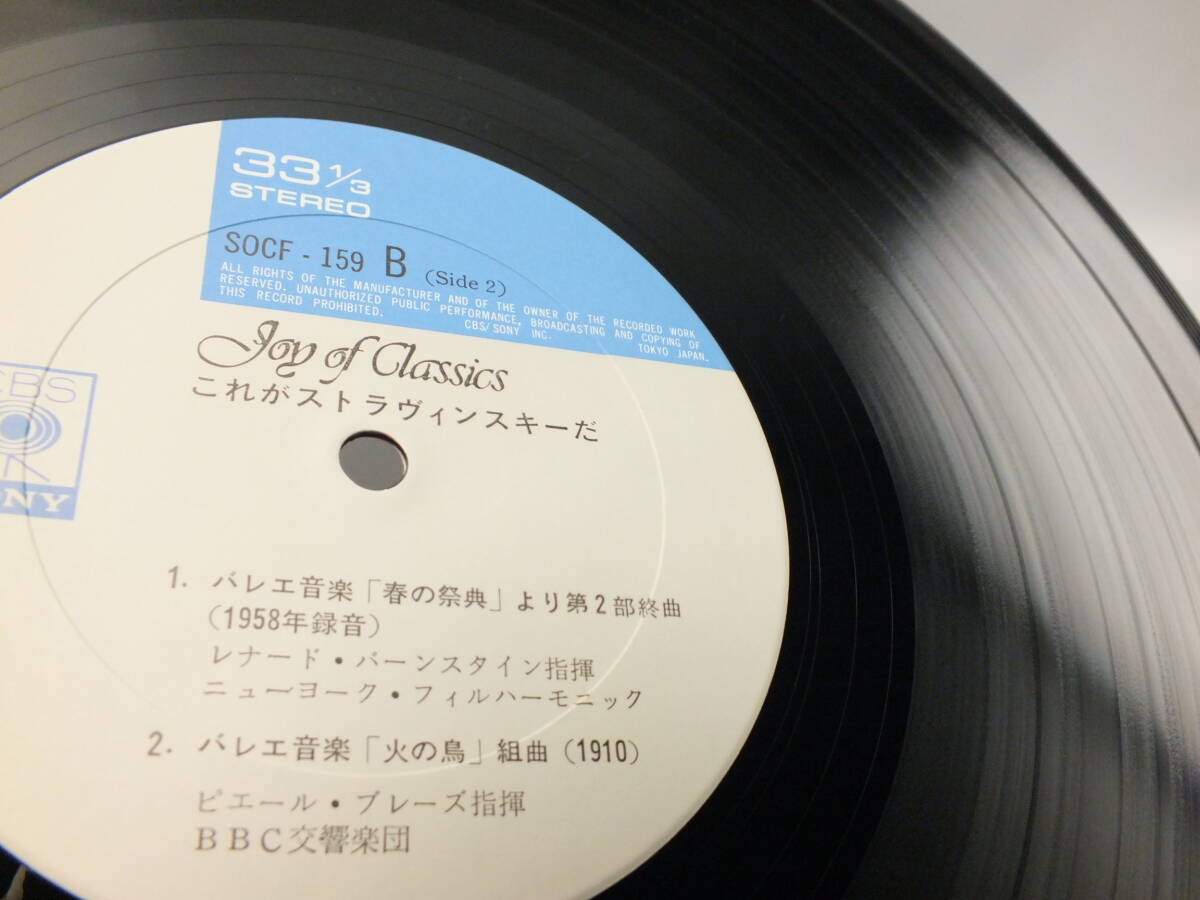 33 1/3
STEREO
SOCF - 159 B (Side 2)
ALL RIGHTS OF THE MANUFACTURER AND OF THE OWNER OF THE RECORDED WORK
RESERVED. UNAUTHORIZED PUBLIC PERFORMANCE, BROADCASTING AND COPYING OF
THIS RECORD PROHIBITED. CBS/SONY INC. TOKYO JAPAN.
Joy of Classics
これがストラヴィンスキーだ
CBS
ONY
1. バレエ音楽「春の祭典」より第2部終曲
(1958年録音)
レナード・バーンスタイン指揮
ニューヨーク・フィルハーモニック
2. バレエ音楽「火の鳥」組曲 (1910)
ピエール・ブレーズ指揮
BBC交響楽団